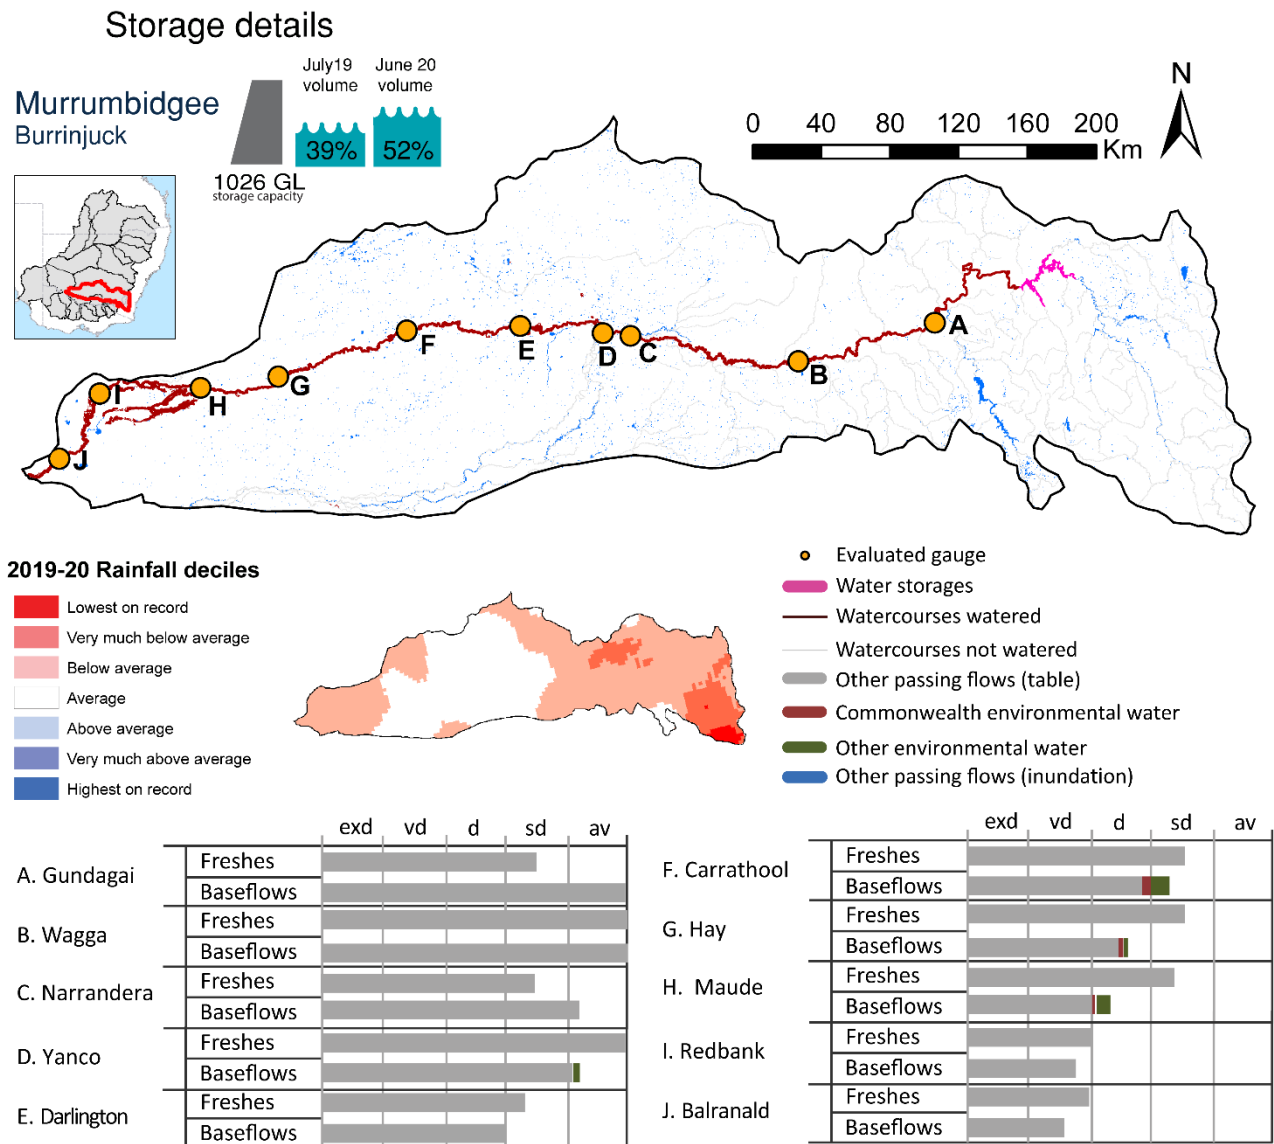 Storage details
Murrumbidgee
Burrinjuck
1026 GL
storage capacity
July19
volume
39%
June 20
volume
52%
0 40 80 120 160 200
Km
N
A
B
C
D
E
F
G
H
I
J
2019-20 Rainfall deciles
Lowest on record
Very much below average
Below average
Average
Above average
Very much above average
Highest on record
Evaluated gauge
Water storages
Watercourses watered
Watercourses not watered
Other passing flows (table)
Commonwealth environmental water
Other environmental water
Other passing flows (inundation)
exd vd d sd av
A. Gundagai
Freshes
Baseflows
B. Wagga
Freshes
Baseflows
C. Narrandera
Freshes
Baseflows
D. Yanco
Freshes
Baseflows
E. Darlington
Freshes
Baseflows
exd vd d sd av
F. Carrathool
Freshes
Baseflows
G. Hay
Freshes
Baseflows
H. Maude
Freshes
Baseflows
I. Redbank
Freshes
Baseflows
J. Balranald
Freshes
Baseflows